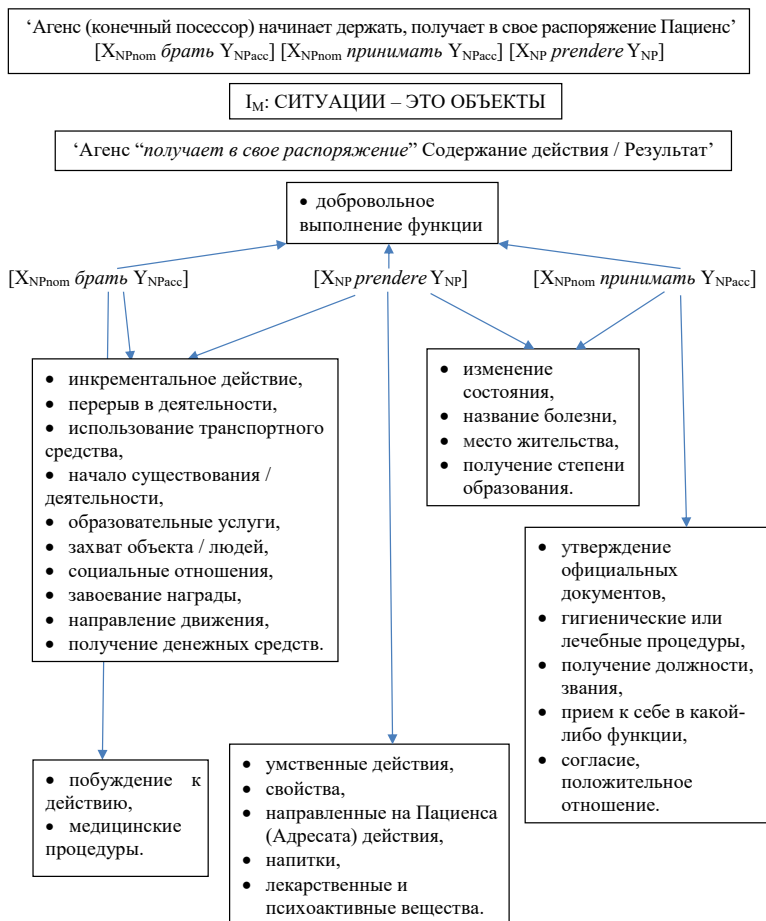 ‘Агенс (конечный посессор) начинает держать, получает в свое распоряжение Пациенс’
[XNPnom брать YNPacc] [XNPnom принимать YNPacc] [XNP prendere YNP]
IM: СИТУАЦИИ – ЭТО ОБЪЕКТЫ
‘Агенс “получает в свое распоряжение” Содержание действия / Результат’
• добровольное
выполнение функции
[XNPnom брать YNPacc]
[XNP prendere YNP]
[XNPnom принимать YNPacc]
• инкрементальное действие,
• перерыв в деятельности,
• использование транспортного
средства,
• начало существования /
деятельности,
• образовательные услуги,
• захват объекта / людей,
• социальные отношения,
• завоевание награды,
• направление движения,
• получение денежных средств.
• изменение
состояния,
• название болезни,
• место жительства,
• получение степени
образования.
• утверждение
официальных
документов,
• гигиенические или
лечебные процедуры,
• получение должности,
звания,
• прием к себе в какой-
либо функции,
• согласие,
положительное
отношение.
• побуждение к
действию,
• медицинские
процедуры.
• умственные действия,
• свойства,
• направленные на Пациенса
(Адресата) действия,
• напитки,
• лекарственные и
психоактивные вещества.